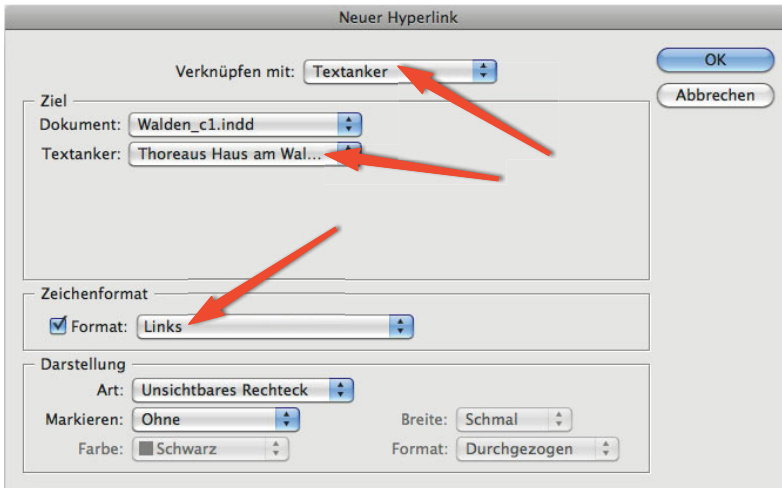 Neuer Hyperlink
Verknüpfen mit: Textanker
OK
Abbrechen
Ziel
Dokument: Walden_c1.indd
Textanker: Thoreaus Haus am Wal...
Zeichenformat
Format: Links
Darstellung
Art: Unsichtbares Rechteck
Markieren: Ohne
Breite: Schmal
Farbe: Schwarz
Format: Durchgezogen